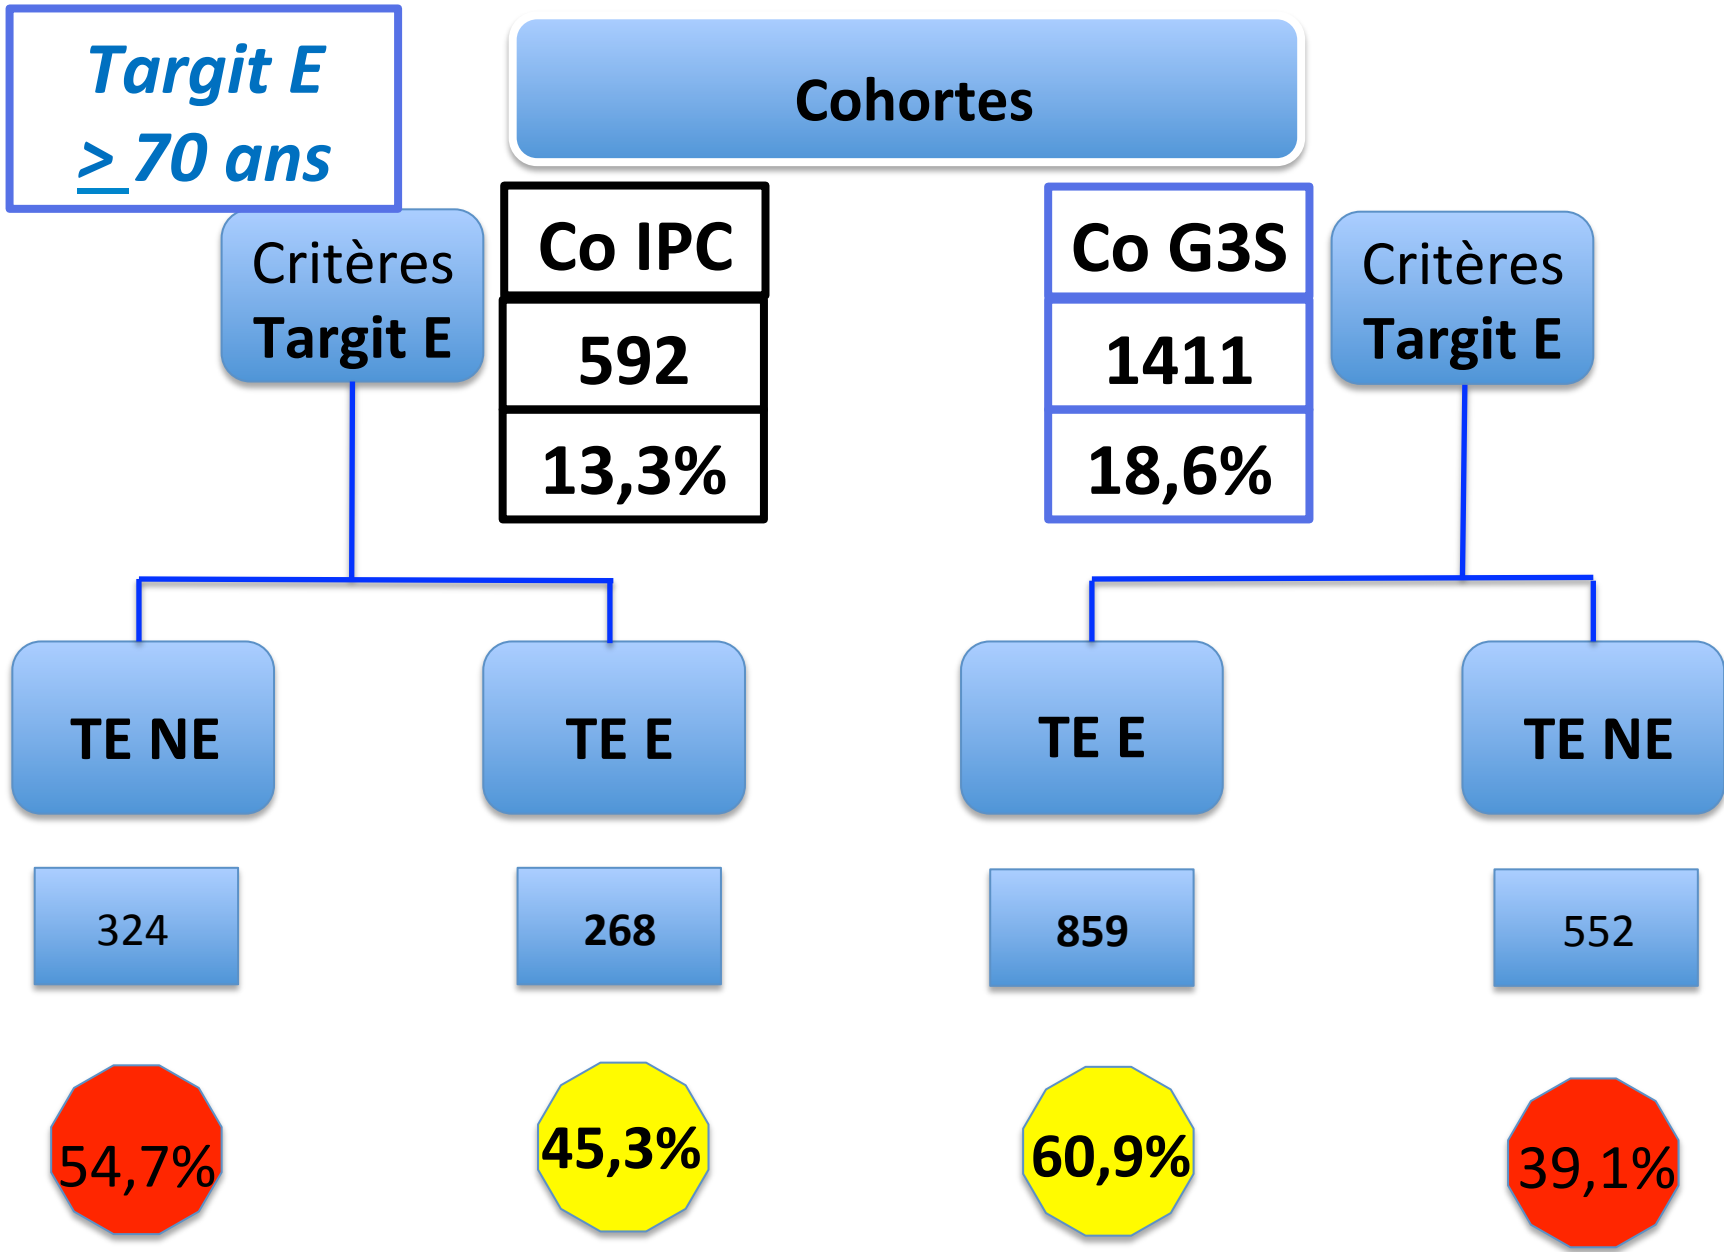 Targit E
> 70 ans
Cohortes
Critères
Targit E
Co IPC
592
13,3%
Co G3S
1411
18,6%
Critères
Targit E
TE NE
TE E
TE E
TE NE
324
268
859
552
54,7%
45,3%
60,9%
39,1%